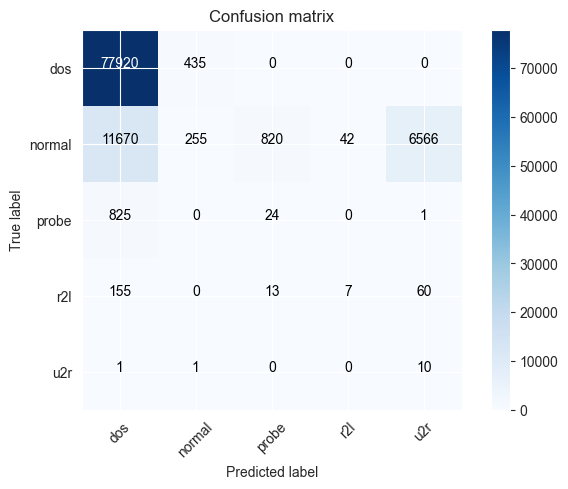 Confusion matrix
True label
dos 77920 435 0 0 0
normal 11670 255 820 42 6566
probe 825 0 24 0 1
r2l 155 0 13 7 60
u2r 1 1 0 0 10
dos normal probe r2l u2r
Predicted label
70000
60000
50000
40000
30000
20000
10000
0